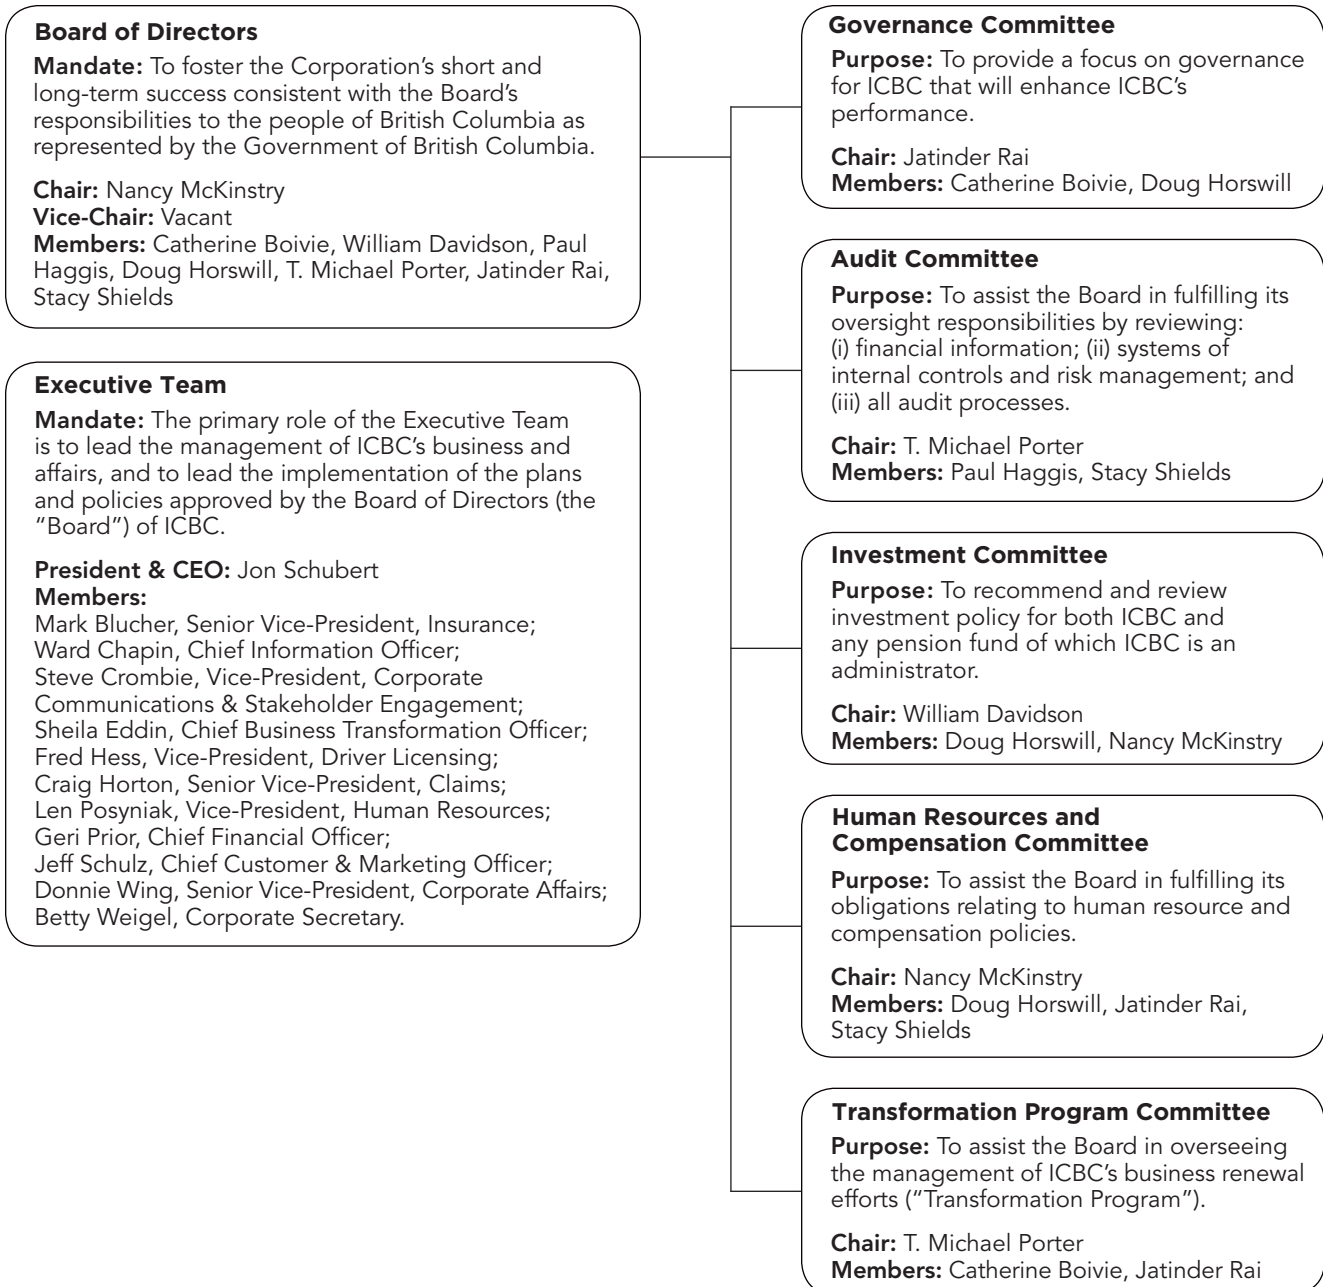 Board of Directors
Mandate: To foster the Corporation’s short and
long-term success consistent with the Board’s
responsibilities to the people of British Columbia as
represented by the Government of British Columbia.
Chair: Nancy McKinstry
Vice-Chair: Vacant
Members: Catherine Boivie, William Davidson, Paul
Haggis, Doug Horswill, T. Michael Porter, Jatinder Rai,
Stacy Shields
Executive Team
Mandate: The primary role of the Executive Team
is to lead the management of ICBC’s business and
affairs, and to lead the implementation of the plans
and policies approved by the Board of Directors (the
“Board”) of ICBC.
President & CEO: Jon Schubert
Members:
Mark Blucher, Senior Vice-President, Insurance;
Ward Chapin, Chief Information Officer;
Steve Crombie, Vice-President, Corporate
Communications & Stakeholder Engagement;
Sheila Eddin, Chief Business Transformation Officer;
Fred Hess, Vice-President, Driver Licensing;
Craig Horton, Senior Vice-President, Claims;
Len Posyniak, Vice-President, Human Resources;
Geri Prior, Chief Financial Officer;
Jeff Schulz, Chief Customer & Marketing Officer;
Donnie Wing, Senior Vice-President, Corporate Affairs;
Betty Weigel, Corporate Secretary.
Governance Committee
Purpose: To provide a focus on governance
for ICBC that will enhance ICBC’s
performance.
Chair: Jatinder Rai
Members: Catherine Boivie, Doug Horswill
Audit Committee
Purpose: To assist the Board in fulfilling its
oversight responsibilities by reviewing:
(i) financial information; (ii) systems of
internal controls and risk management; and
(iii) all audit processes.
Chair: T. Michael Porter
Members: Paul Haggis, Stacy Shields
Investment Committee
Purpose: To recommend and review
investment policy for both ICBC and
any pension fund of which ICBC is an
administrator.
Chair: William Davidson
Members: Doug Horswill, Nancy McKinstry
Human Resources and
Compensation Committee
Purpose: To assist the Board in fulfilling its
obligations relating to human resource and
compensation policies.
Chair: Nancy McKinstry
Members: Doug Horswill, Jatinder Rai,
Stacy Shields
Transformation Program Committee
Purpose: To assist the Board in overseeing
the management of ICBC’s business renewal
efforts (“Transformation Program”).
Chair: T. Michael Porter
Members: Catherine Boivie, Jatinder Rai